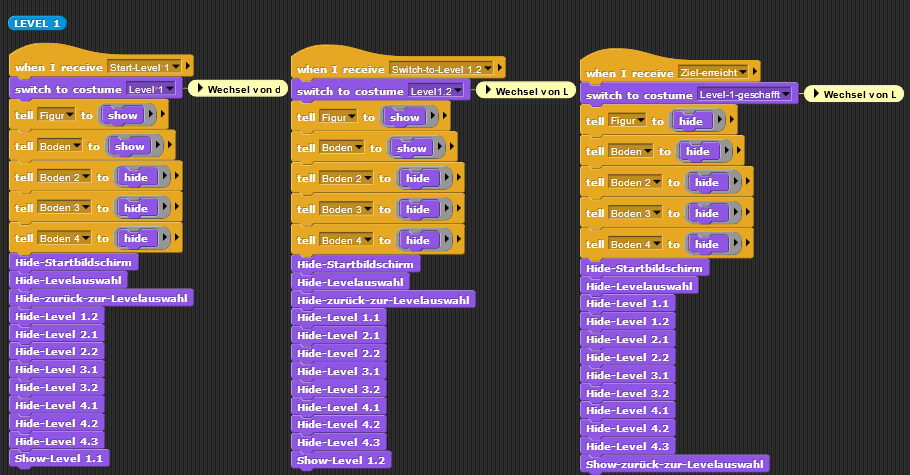 LEVEL 1
when I receive Start-Level 1
switch to costume Level 1
Wechsel von d
tell Figur to show
tell Boden to show
tell Boden 2 to hide
tell Boden 3 to hide
tell Boden 4 to hide
Hide-Startbildschirm
Hide-Levelauswahl
Hide-zurück-zur-Levelauswahl
Hide-Level 1.2
Hide-Level 2.1
Hide-Level 2.2
Hide-Level 3.1
Hide-Level 3.2
Hide-Level 4.1
Hide-Level 4.2
Hide-Level 4.3
Show-Level 1.1
when I receive Switch-to-Level 1.2
switch to costume Level1.2
Wechsel von L
tell Figur to show
tell Boden to show
tell Boden 2 to hide
tell Boden 3 to hide
tell Boden 4 to hide
Hide-Startbildschirm
Hide-Levelauswahl
Hide-zurück-zur-Levelauswahl
Hide-Level 1.1
Hide-Level 2.1
Hide-Level 2.2
Hide-Level 3.1
Hide-Level 3.2
Hide-Level 4.1
Hide-Level 4.2
Hide-Level 4.3
Show-Level 1.2
when I receive Ziel-erreicht
switch to costume Level-1-geschafft
Wechsel von L
tell Figur to hide
tell Boden to hide
tell Boden 2 to hide
tell Boden 3 to hide
tell Boden 4 to hide
Hide-Startbildschirm
Hide-Levelauswahl
Hide-Level 1.1
Hide-Level 1.2
Hide-Level 2.1
Hide-Level 2.2
Hide-Level 3.1
Hide-Level 3.2
Hide-Level 4.1
Hide-Level 4.2
Hide-Level 4.3
Show-zurück-zur-Levelauswahl